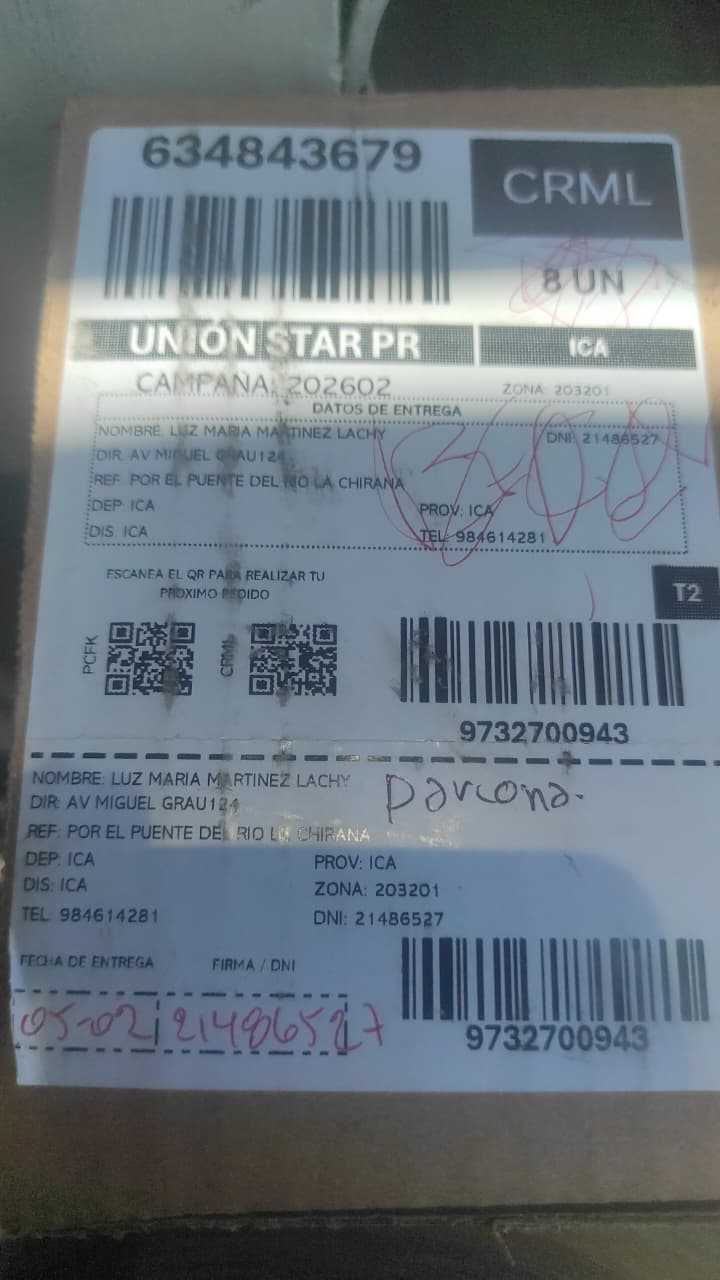 634843679
CRML
8 UN
UNIÓN STAR PR
ICA
CAMPAÑA: 202602
ZONA: 203201
DATOS DE ENTREGA
NOMBRE: LUZ MARIA MARTINEZ LACHY
DNI: 21486527
DIR: AV MIGUEL GRAU124
REF: POR EL PUENTE DEL RIO LA CHIRANA
DEP: ICA
PROV: ICA
DIS: ICA
TEL: 984614281
ESCANEA EL QR PARA REALIZAR TU
PROXIMO PEDIDO
T2
PCFK
CRML
9732700943
NOMBRE: LUZ MARIA MARTINEZ LACHY
Parcona.
DIR: AV MIGUEL GRAU124
REF: POR EL PUENTE DEL RIO LA CHIRANA
DEP: ICA
PROV: ICA
DIS: ICA
ZONA: 203201
TEL: 984614281
DNI: 21486527
FECHA DE ENTREGA
FIRMA / DNI
05-02
21486527
9732700943